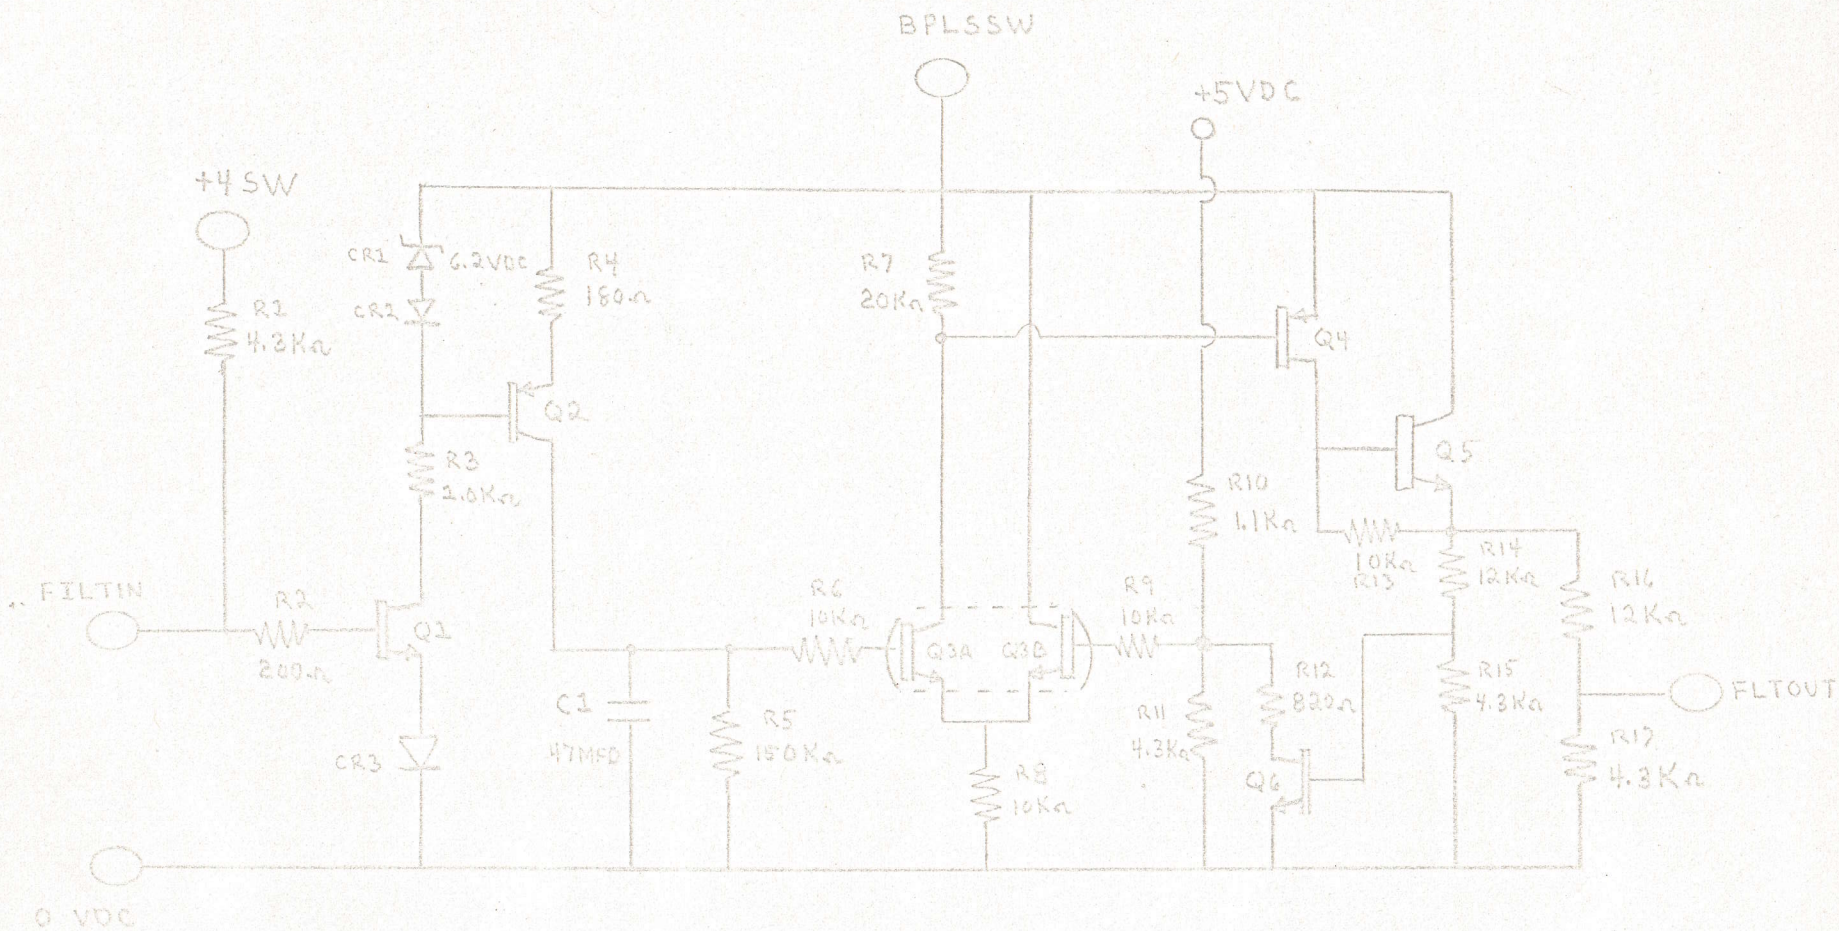 BPLSSW
+5VDC
+4SW
CR1
6.2VDC
R4
180Ω
R7
20KΩ
R1
4.3KΩ
CR2
Q4
Q2
R3
2.0KΩ
Q5
R10
1.1KΩ
10KΩ
R13
R14
12KΩ
FILTIN
R2
200Ω
Q1
R6
10KΩ
R9
10KΩ
R16
12KΩ
Q3A
Q3B
R12
820Ω
R15
4.3KΩ
FLTOUT
C1
47MFD
R5
150KΩ
R11
4.3KΩ
CR3
R8
10KΩ
Q6
R17
4.3KΩ
0 VDC